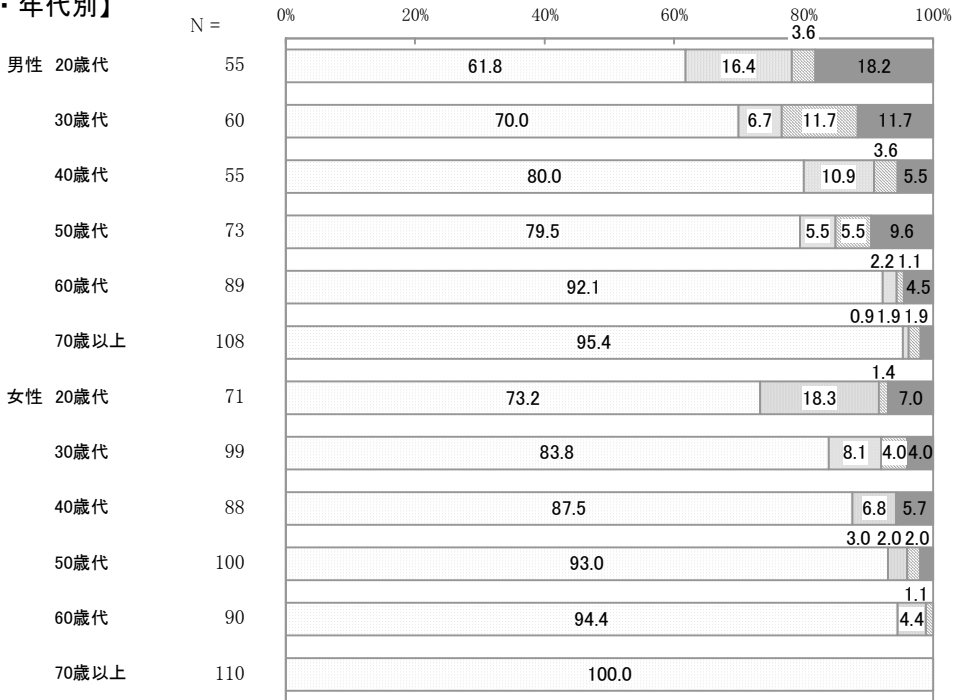 ・年代別】
N =
0% 20% 40% 60% 80% 100%
3.6
男性 20歳代 55 61.8 16.4 18.2
30歳代 60 70.0 6.7 11.7 11.7
3.6
40歳代 55 80.0 10.9 5.5
50歳代 73 79.5 5.5 5.5 9.6
2.2 1.1
60歳代 89 92.1 4.5
0.9 1.9 1.9
70歳以上 108 95.4
1.4
女性 20歳代 71 73.2 18.3 7.0
30歳代 99 83.8 8.1 4.0 4.0
40歳代 88 87.5 6.8 5.7
3.0 2.0 2.0
50歳代 100 93.0
1.1
60歳代 90 94.4 4.4
70歳以上 110 100.0